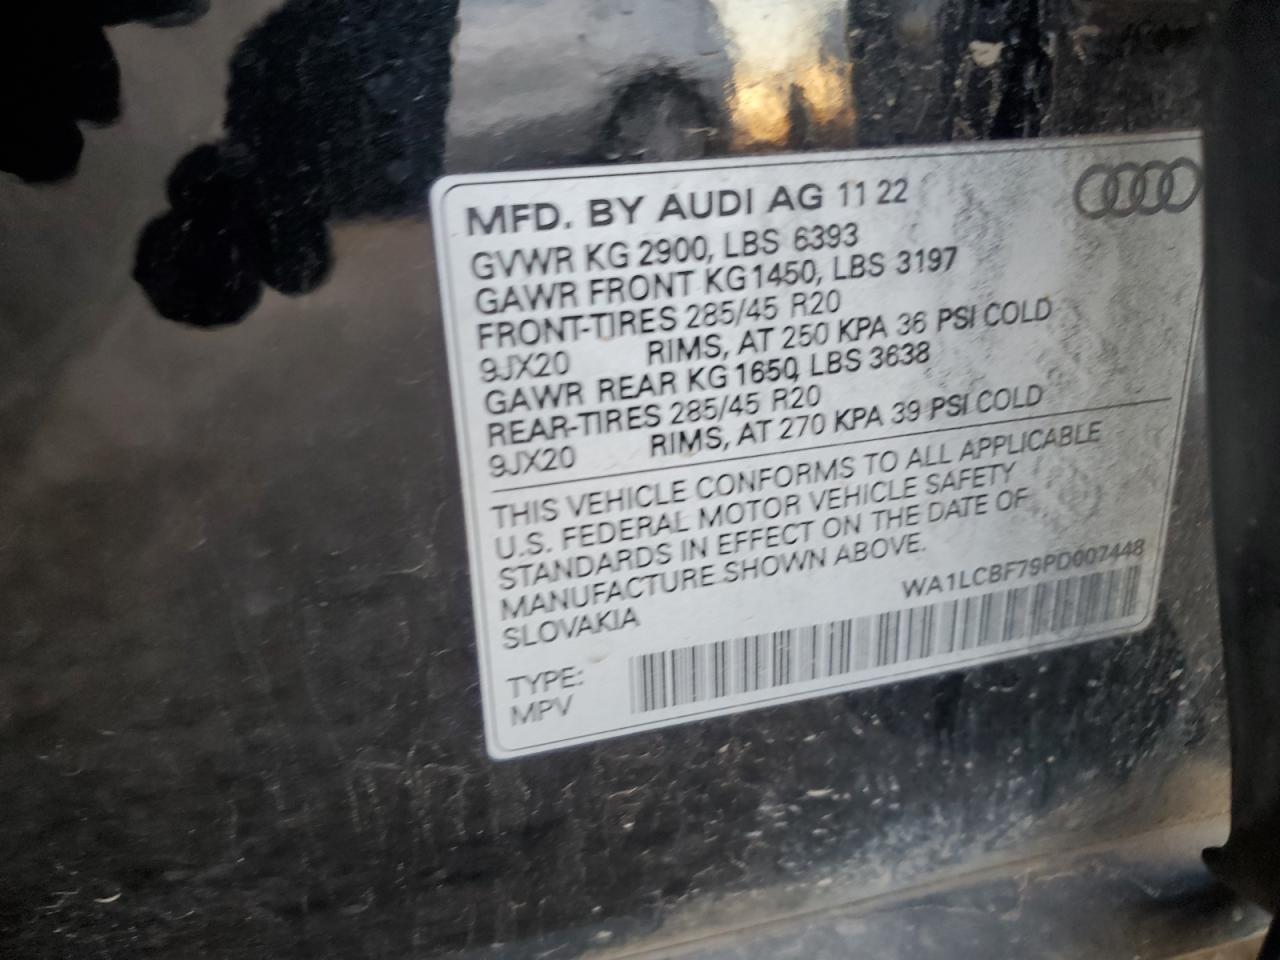 MFD. BY AUDI AG 11 22
GVWR KG 2900, LBS 6393
GAWR FRONT KG1450, LBS 3197
FRONT-TIRES 285/45 R20
9JX20 RIMS, AT 250 KPA 36 PSI COLD
GAWR REAR KG 1650, LBS 3638
REAR-TIRES 285/45 R20
9JX20 RIMS, AT 270 KPA 39 PSI COLD
THIS VEHICLE CONFORMS TO ALL APPLICABLE
U.S. FEDERAL MOTOR VEHICLE SAFETY
STANDARDS IN EFFECT ON THE DATE OF
MANUFACTURE SHOWN ABOVE.
SLOVAKIA
WA1LCBF79PD007448
TYPE:
MPV